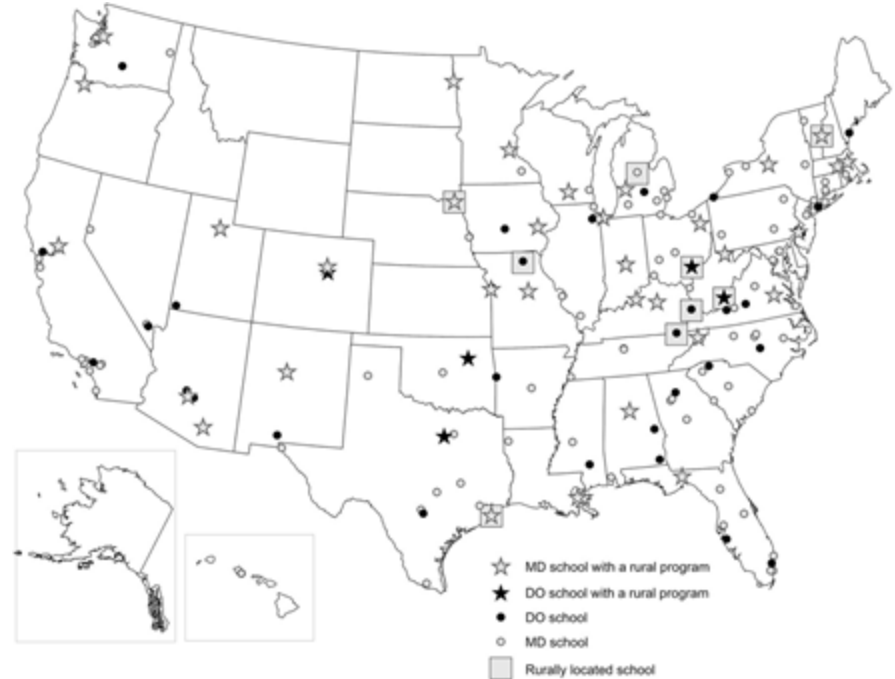 MD school with a rural program
DO school with a rural program
DO school
MD school
Rurally located school